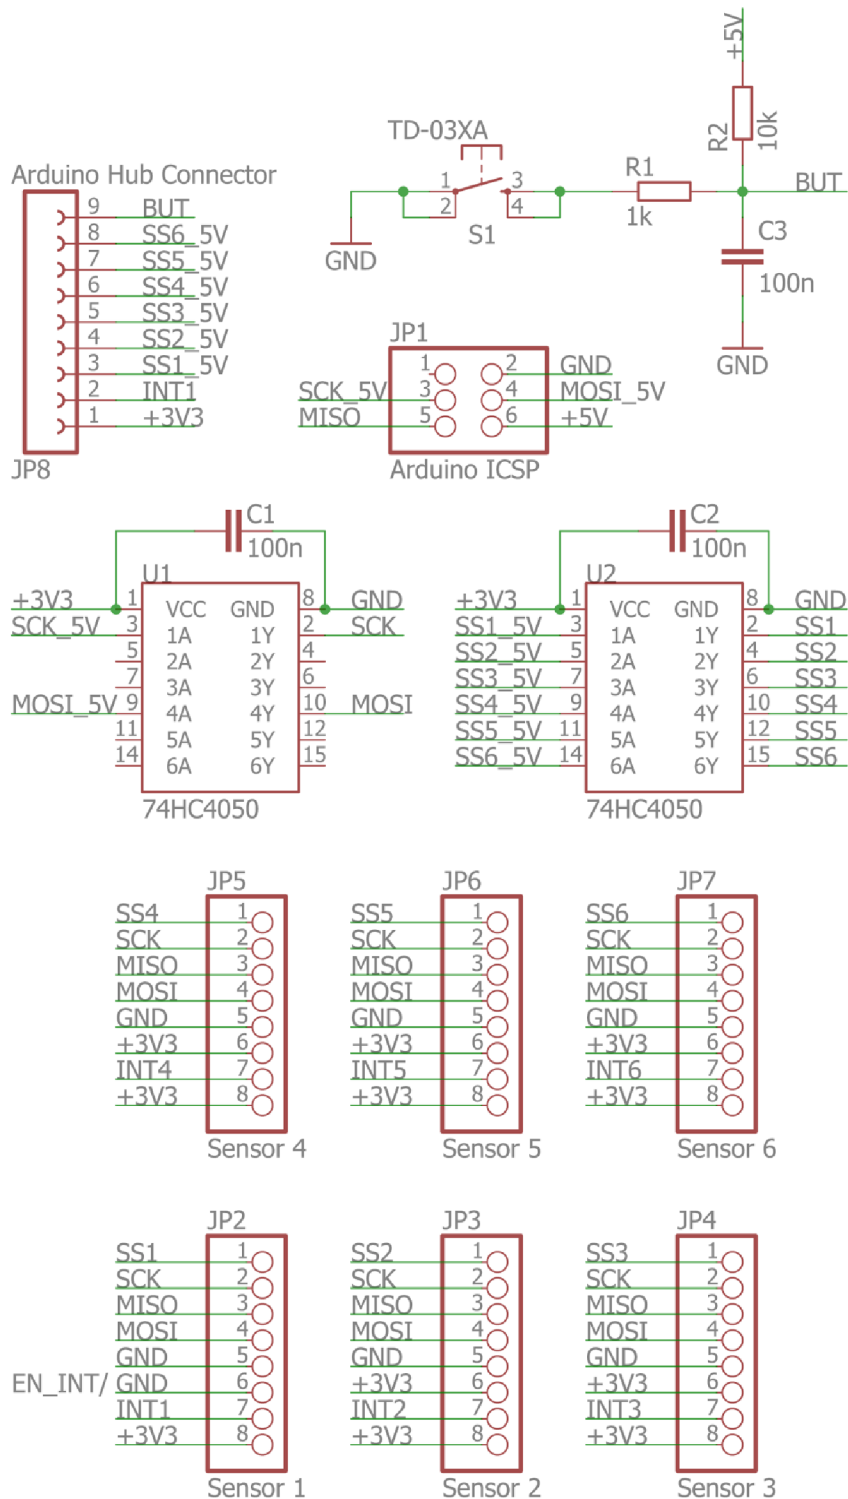 +5V
R2
10k
TD-03XA
1
2
3
4
S1
R1
1k
BUT
C3
100n
GND
GND
Arduino Hub Connector
9 BUT
8 SS6_5V
7 SS5_5V
6 SS4_5V
5 SS3_5V
4 SS2_5V
3 SS1_5V
2 INT1
1 +3V3
JP8
JP1
1 2 GND
SCK_5V 3 4 MOSI_5V
MISO 5 6 +5V
Arduino ICSP
C1
100n
U1
+3V3 1 VCC GND 8 GND
SCK_5V 3 1A 1Y 2 SCK
5 2A 2Y 4
7 3A 3Y 6
MOSI_5V 9 4A 4Y 10 MOSI
11 5A 5Y 12
14 6A 6Y 15
74HC4050
C2
100n
U2
+3V3 1 VCC GND 8 GND
SS1_5V 3 1A 1Y 2 SS1
SS2_5V 5 2A 2Y 4 SS2
SS3_5V 7 3A 3Y 6 SS3
SS4_5V 9 4A 4Y 10 SS4
SS5_5V 11 5A 5Y 12 SS5
SS6_5V 14 6A 6Y 15 SS6
74HC4050
JP5
SS4 1
SCK 2
MISO 3
MOSI 4
GND 5
+3V3 6
INT4 7
+3V3 8
Sensor 4
JP6
SS5 1
SCK 2
MISO 3
MOSI 4
GND 5
+3V3 6
INT5 7
+3V3 8
Sensor 5
JP7
SS6 1
SCK 2
MISO 3
MOSI 4
GND 5
+3V3 6
INT6 7
+3V3 8
Sensor 6
JP2
SS1 1
SCK 2
MISO 3
MOSI 4
GND 5
EN_INT/ GND 6
INT1 7
+3V3 8
Sensor 1
JP3
SS2 1
SCK 2
MISO 3
MOSI 4
GND 5
+3V3 6
INT2 7
+3V3 8
Sensor 2
JP4
SS3 1
SCK 2
MISO 3
MOSI 4
GND 5
+3V3 6
INT3 7
+3V3 8
Sensor 3